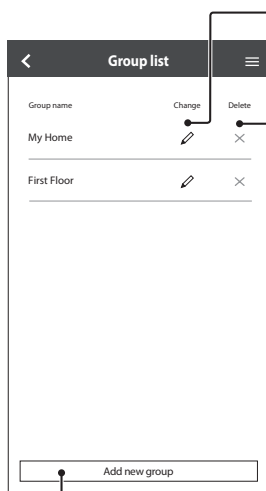 Group list
Group name Change Delete
My Home
First Floor
Add new group